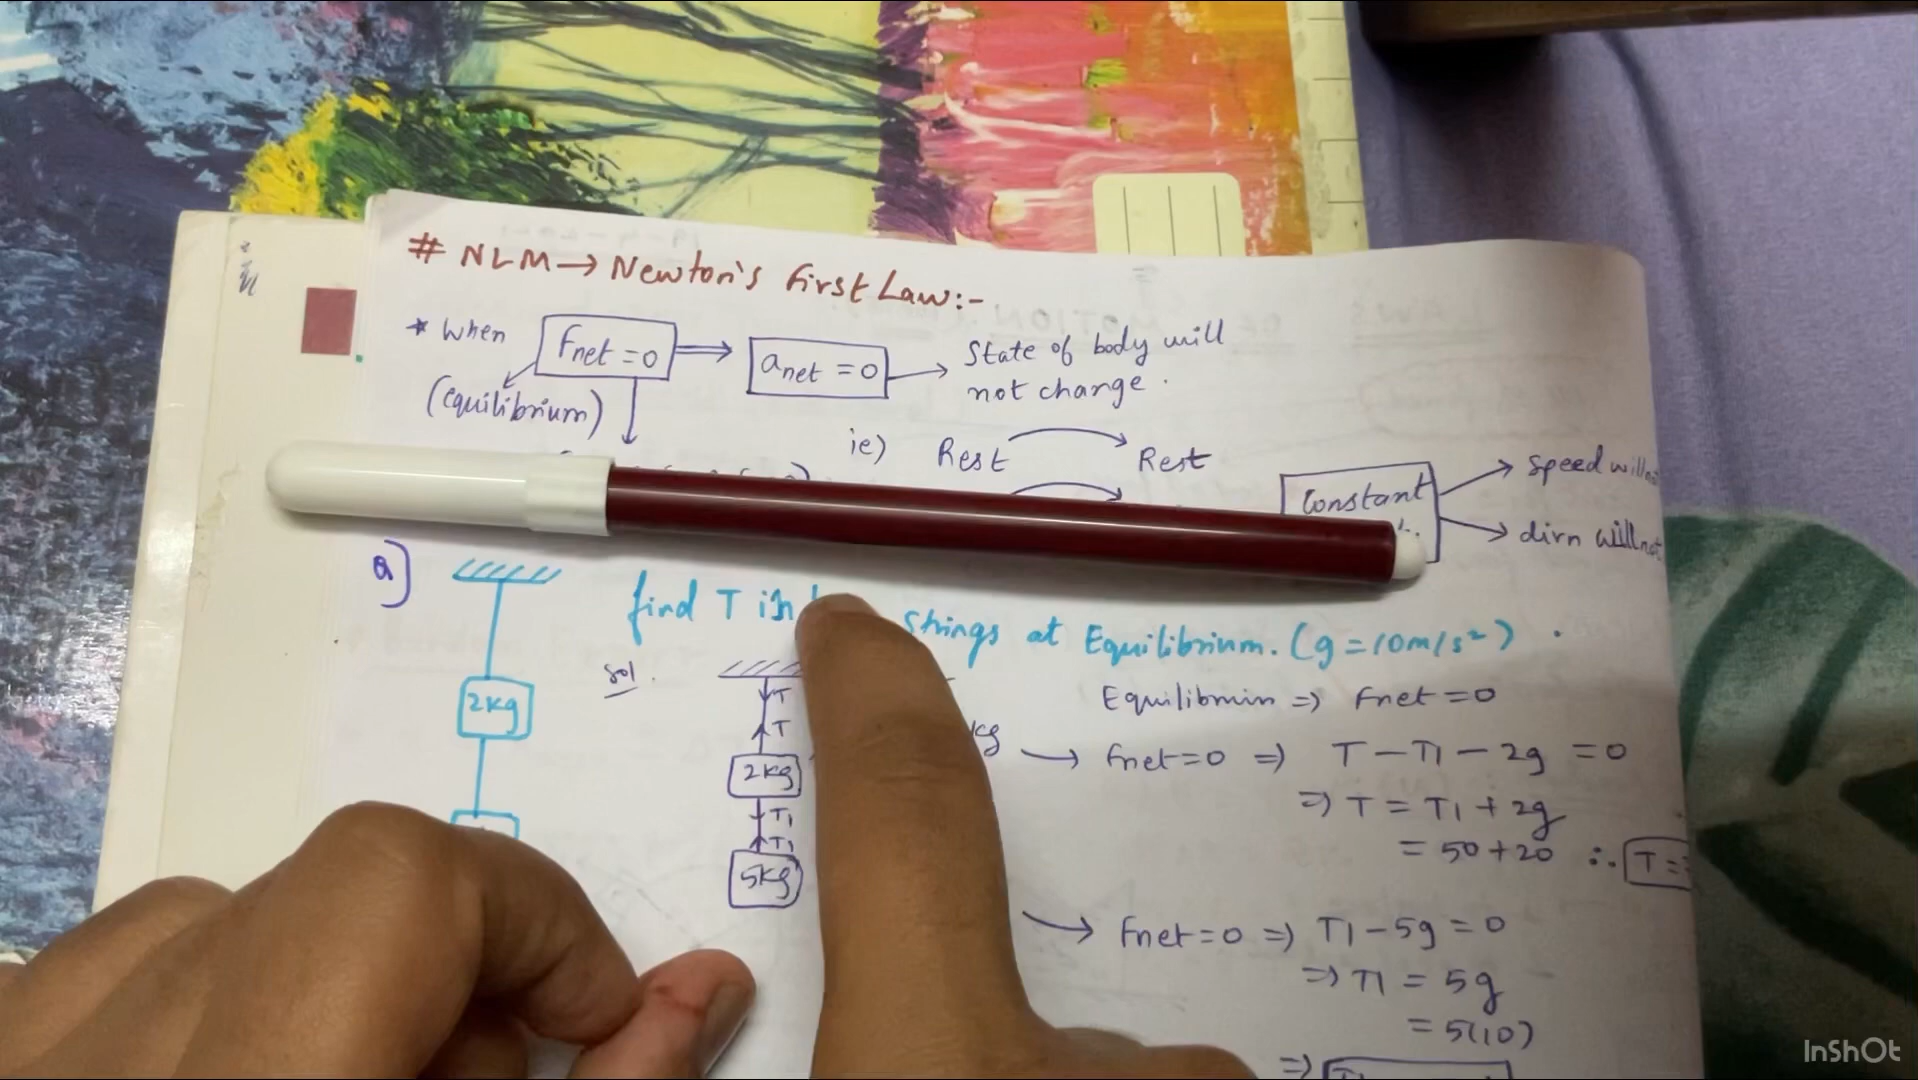 # NLM → Newton's First Law:-
* When Fnet = 0 ⇒ anet = 0 → State of body will not change.
(equilibrium)
ie) Rest Rest
Constant
speed will
dirn will not
Q)
find T in strings at Equilibrium. (g = 10m/s²).
2kg
sol.
T
T
2kg
T1
T1
5kg
Equilibmin ⇒ Fnet = 0
kg → Fnet = 0 ⇒ T - T1 - 2g = 0
⇒ T = T1 + 2g
= 50 + 20 ∴ T =
→ Fnet = 0 ⇒ T1 - 5g = 0
⇒ T1 = 5g
= 5(10)
⇒
InShOt